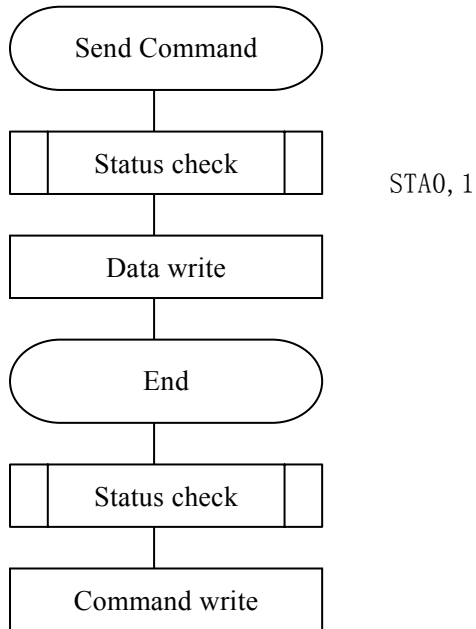 Send Command
Status check
STA0, 1
Data write
End
Status check
Command write